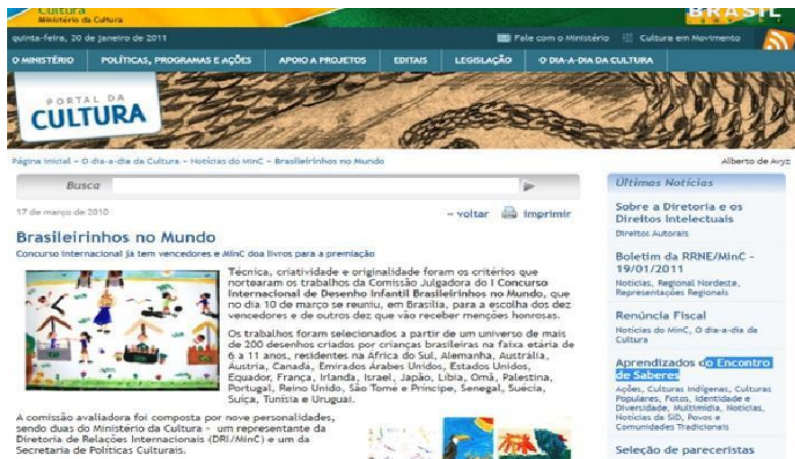 Cultura
Ministério da Cultura
BRASIL
quinta-feira, 20 de janeiro de 2011
Fale com o Ministério
Cultura em Movimento
O MINISTÉRIO
POLÍTICAS, PROGRAMAS E AÇÕES
APOIO A PROJETOS
EDITAIS
LEGISLAÇÃO
O DIA-A-DIA DA CULTURA
PORTAL DA
CULTURA
Página Inicial - O dia-a-dia da Cultura - Notícias do MinC - Brasileirinhos no Mundo
Alberto de Avyz
Busca
17 de março de 2010
voltar
imprimir
Brasileirinhos no Mundo
Concurso internacional já tem vencedores e MinC doa livros para a premiação
Técnica, criatividade e originalidade foram os critérios que
nortearam os trabalhos da Comissão Julgadora do I Concurso
Internacional de Desenho Infantil Brasileirinhos no Mundo, que
no dia 10 de março se reuniu, em Brasília, para a escolha dos dez
vencedores e de outros dez que vão receber menções honrosas.
Os trabalhos foram selecionados a partir de um universo de mais
de 200 desenhos criados por crianças brasileiras na faixa etária de
6 a 11 anos, residentes na África do Sul, Alemanha, Austrália,
Austria, Canadá, Emirados Árabes Unidos, Estados Unidos,
Equador, França, Irlanda, Israel, Japão, Líbia, Omã, Palestina,
Portugal, Reino Unido, São Tome e Príncipe, Senegal, Suécia,
Suíça, Tunísia e Uruguai.
A comissão avaliadora foi composta por nove personalidades,
sendo duas do Ministério da Cultura - um representante da
Diretoria de Relações Internacionais (DRI/MinC) e um da
Secretaria de Políticas Culturais.
Últimas Notícias
Sobre a Diretoria e os
Direitos Intelectuais
Direitos Autorais
Boletim da RRNE/MinC -
19/01/2011
Notícias, Regional Nordeste,
Representações Regionais
Renúncia Fiscal
Notícias do MinC, O dia-a-dia da
Cultura
Aprendizados do Encontro
de Saberes
Ações, Culturas Indígenas, Culturas
Populares, Fotos, Identidade e
Diversidade, Multimídia, Notícias,
Notícias da SID, Povos e
Comunidades Tradicionais
Seleção de pareceristas